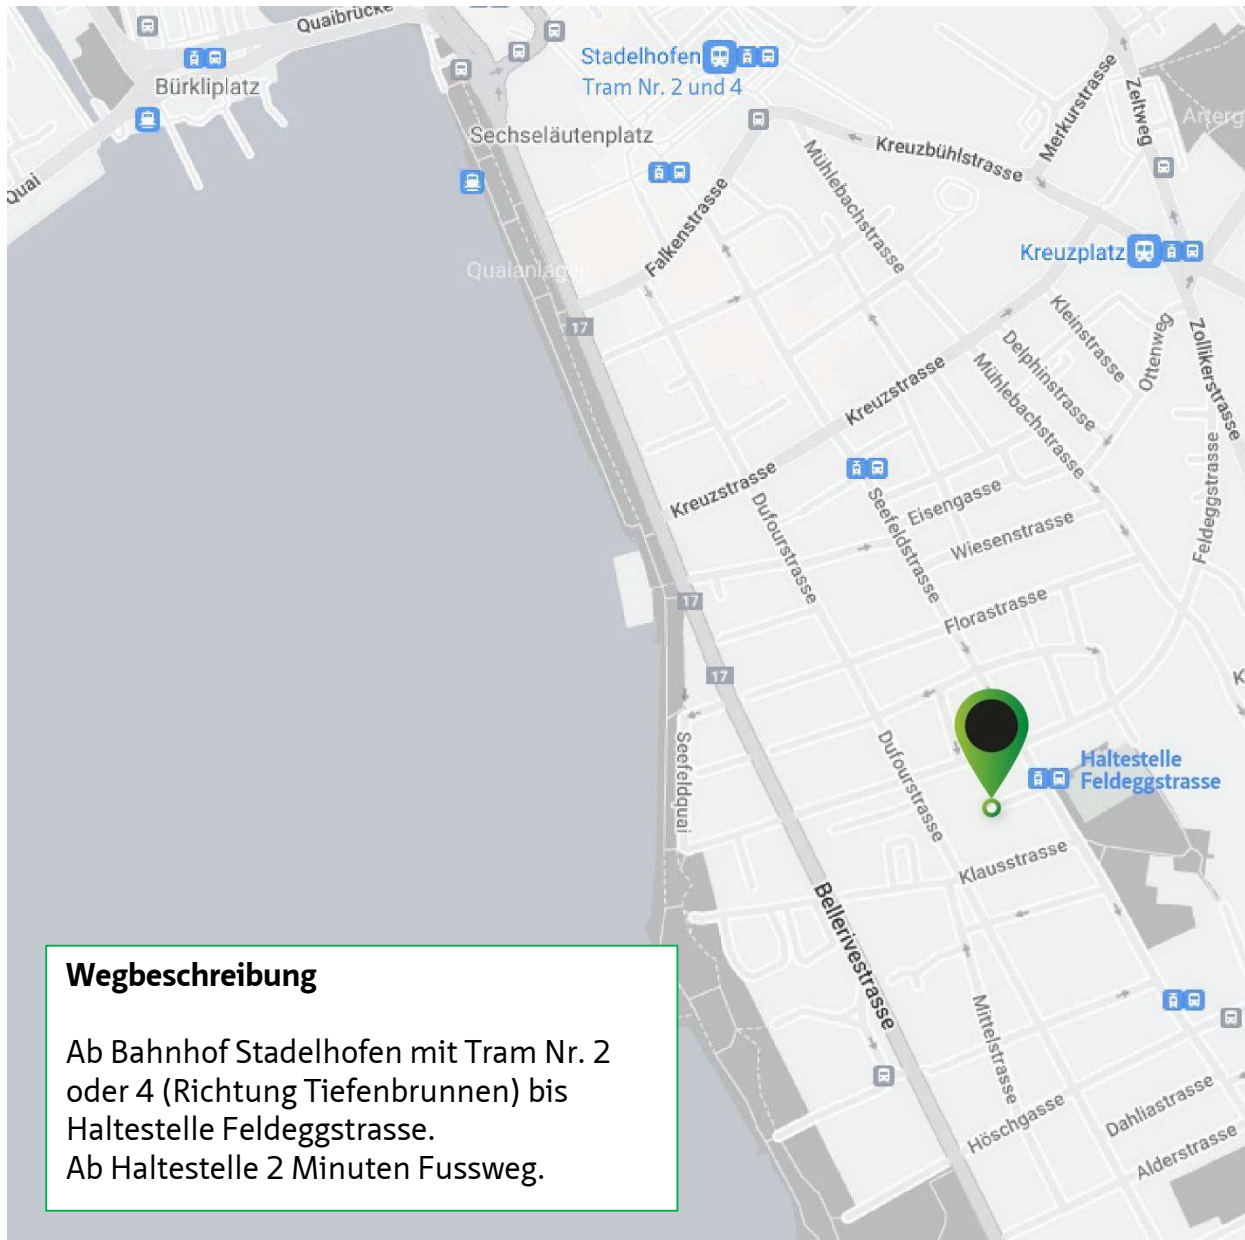 Quaibrücke
Bürkliplatz
Quai
Stadelhofen
Tram Nr. 2 und 4
Sechseläutenplatz
Kreuzbühlstrasse
Merkurstrasse
Zeltweg
Arterg
Mühlebachstrasse
Falkenstrasse
Quaianlagen
Kreuzplatz
17
Kleinstrasse
Ottenweg
Zollikerstrasse
Delphinstrasse
Mühlebachstrasse
Kreuzstrasse
Feldeggstrasse
Kreuzstrasse
Dufourstrasse
Seefeldstrasse
Eisengasse
Wiesenstrasse
Florastrasse
17
17
K
Seefeldquai
Dufourstrasse
Haltestelle
Feldeggstrasse
Klausstrasse
Bellerivestrasse
Mittelstrasse
Höschgasse
Dahliastrasse
Alderstrasse
Wegbeschreibung
Ab Bahnhof Stadelhofen mit Tram Nr. 2
oder 4 (Richtung Tiefenbrunnen) bis
Haltestelle Feldeggstrasse.
Ab Haltestelle 2 Minuten Fussweg.